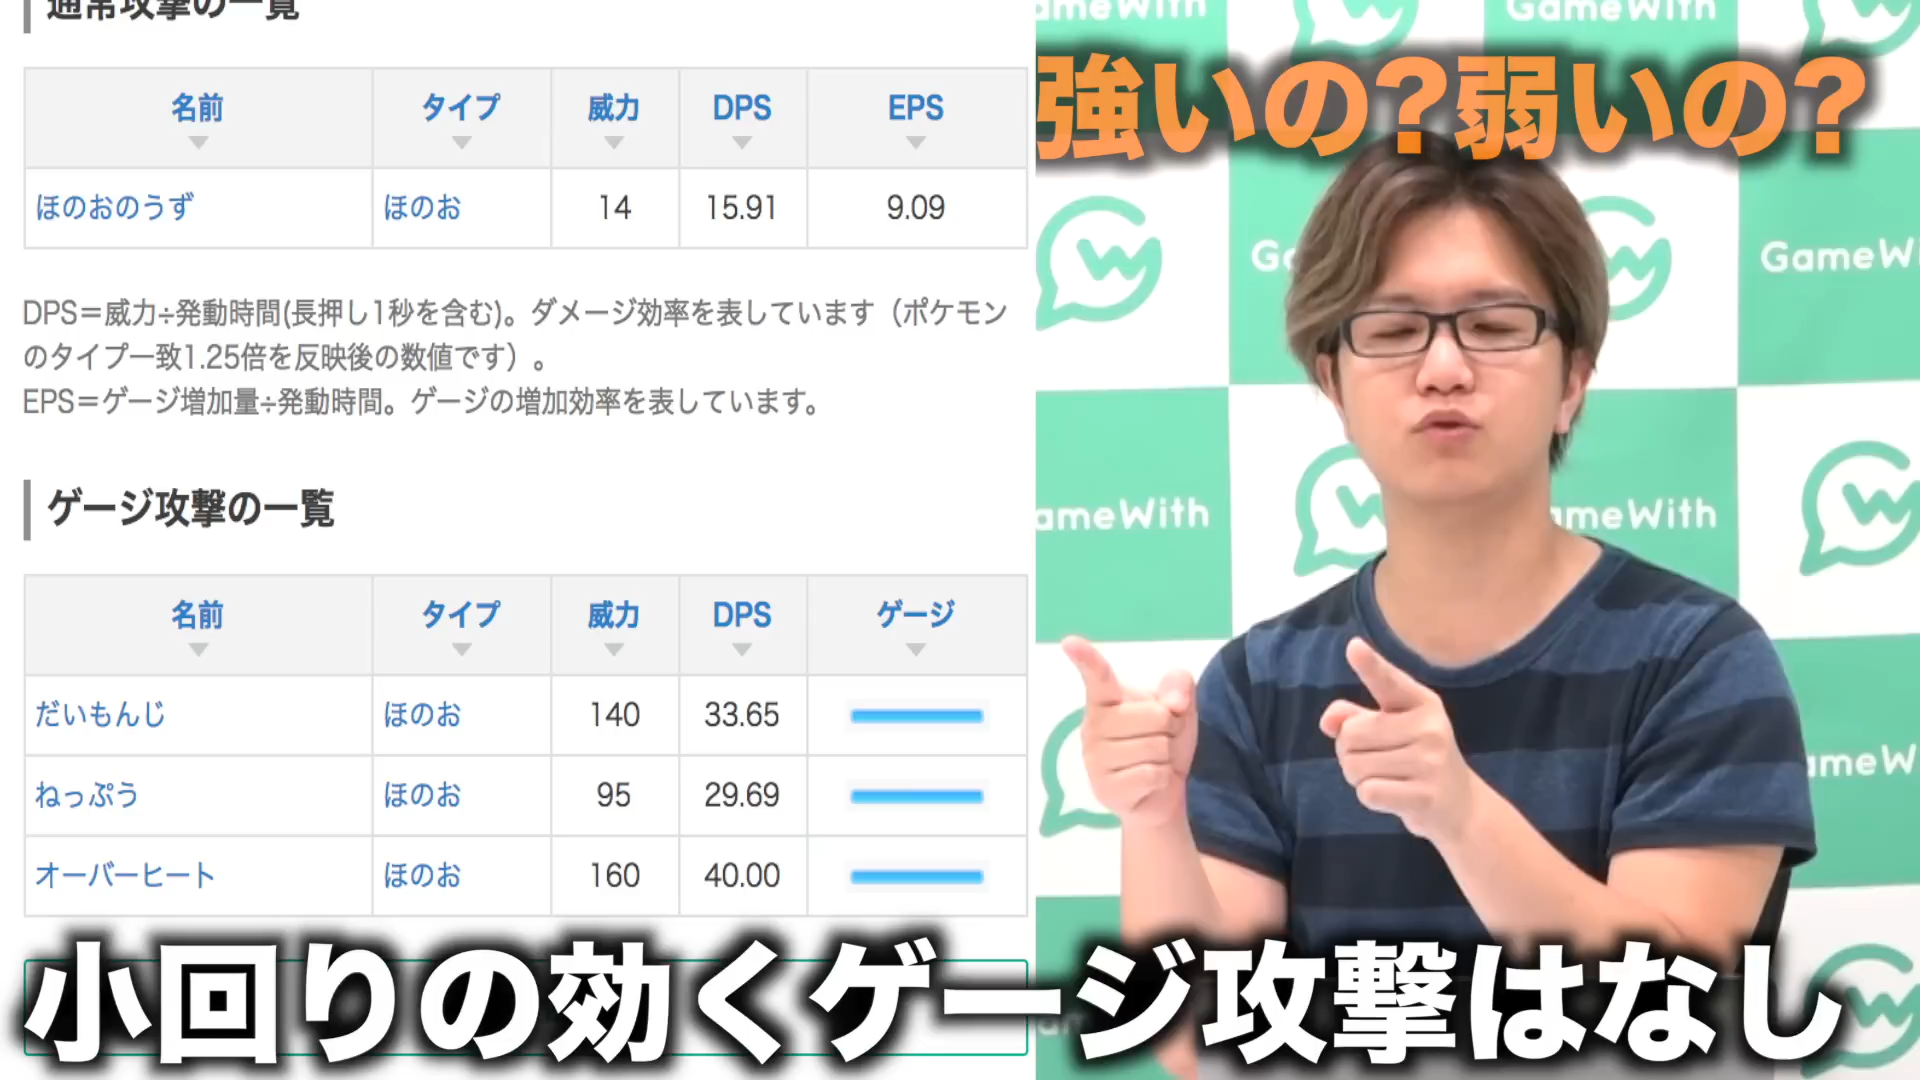 通常攻撃の一覧
名前 タイプ 威力 DPS EPS
ほのおのうず ほのお 14 15.91 9.09
DPS＝威力÷発動時間(長押し1秒を含む)。ダメージ効率を表しています（ポケモン
のタイプ一致1.25倍を反映後の数値です）。
EPS＝ゲージ増加量÷発動時間。ゲージの増加効率を表しています。
ゲージ攻撃の一覧
名前 タイプ 威力 DPS ゲージ
だいもんじ ほのお 140 33.65
ねっぷう ほのお 95 29.69
オーバーヒート ほのお 160 40.00
強いの?弱いの?
GameWith
GameWith
GameWith
GameWith
小回りの効くゲージ攻撃はなし